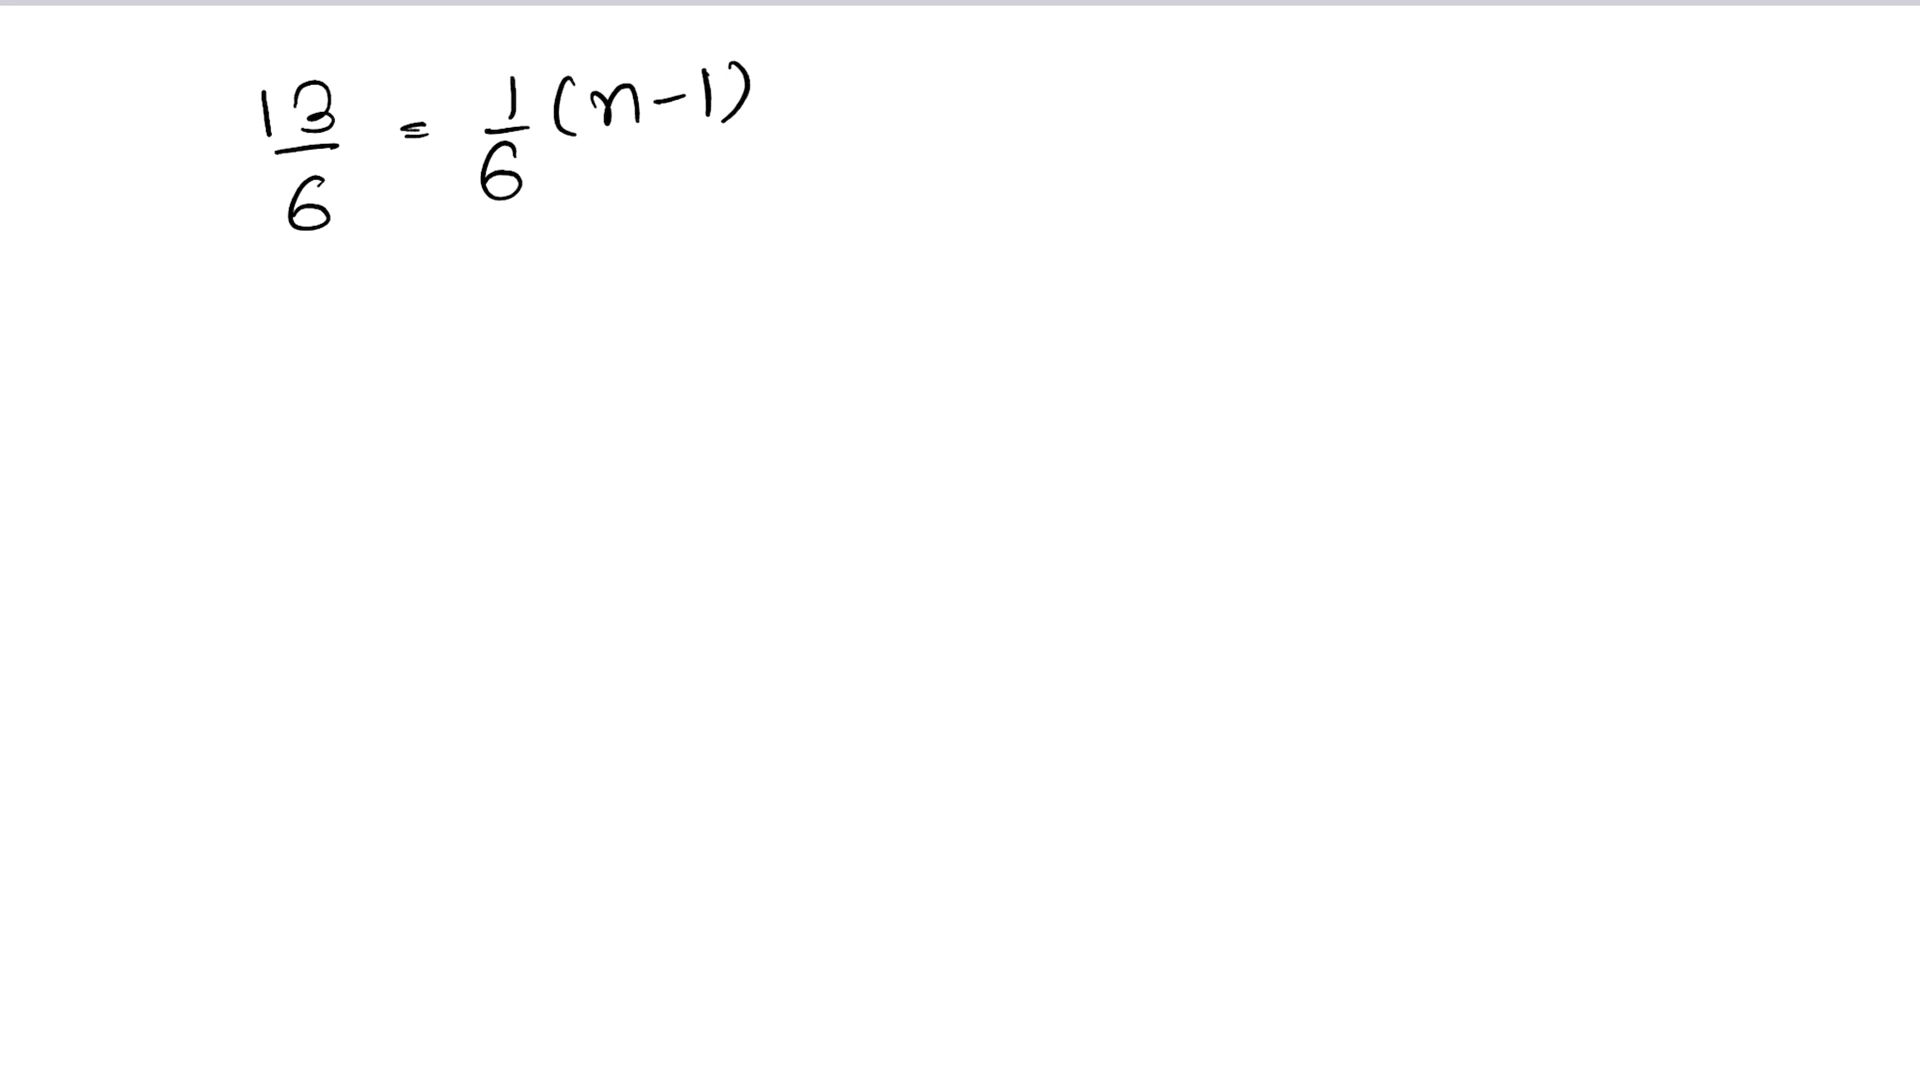 13/6 = 1/6 (n-1)